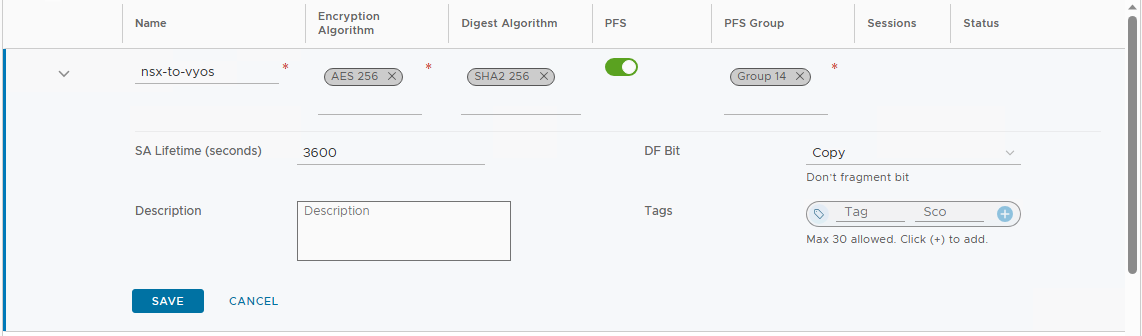 Name
Encryption
Algorithm
Digest Algorithm
PFS
PFS Group
Sessions
Status
nsx-to-vyos *
AES 256 *
SHA2 256
Group 14 *
SA Lifetime (seconds)
3600
DF Bit
Copy
Don't fragment bit
Description
Description
Tags
Tag
Sco
Max 30 allowed. Click (+) to add.
SAVE
CANCEL